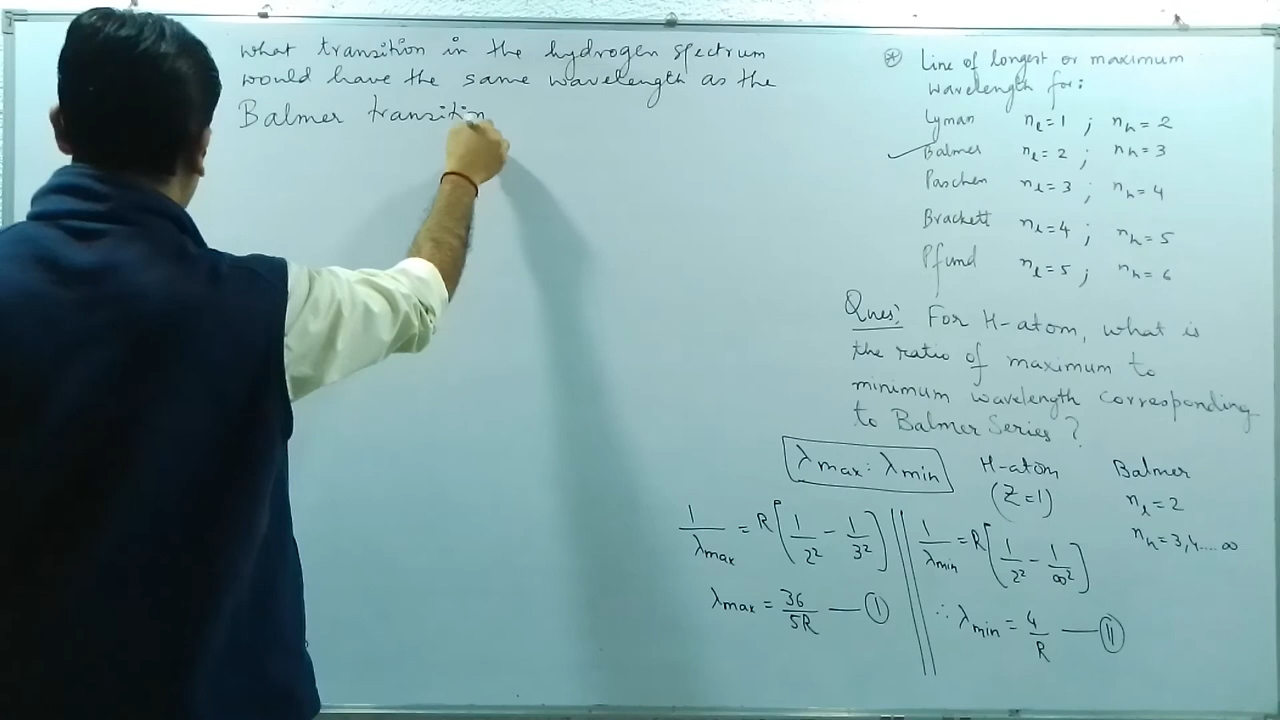 What transition in the hydrogen spectrum
would have the same wavelength as the
Balmer transition
⊛ Line of longest or maximum
wavelength for:
Lyman n_l = 1 ; n_h = 2
✓ Balmer n_l = 2 ; n_h = 3
Paschen n_l = 3 ; n_h = 4
Brackett n_l = 4 ; n_h = 5
Pfund n_l = 5 ; n_h = 6
Ques: For H-atom, what is
the ratio of maximum to
minimum wavelength corresponding
to Balmer Series ?
λmax : λmin H-atom Balmer
(Z = 1) n_l = 2
n_h = 3, 4 .... ∞
1/λmax = R[1/2² - 1/3²] 1/λmin = R[1/2² - 1/∞²]
λmax = 36/5R — Ⓘ ∴ λmin = 4/R — Ⓘⓘ